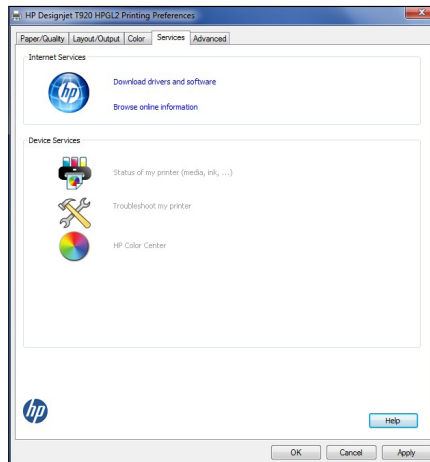 HP Designjet T920 HPGL2 Printing Preferences
Paper/Quality Layout/Output Color Services Advanced
Internet Services
hp
Download drivers and software
Browse online information
Device Services
Status of my printer (media, ink, ...)
Troubleshoot my printer
HP Color Center
hp
Help
OK Cancel Apply